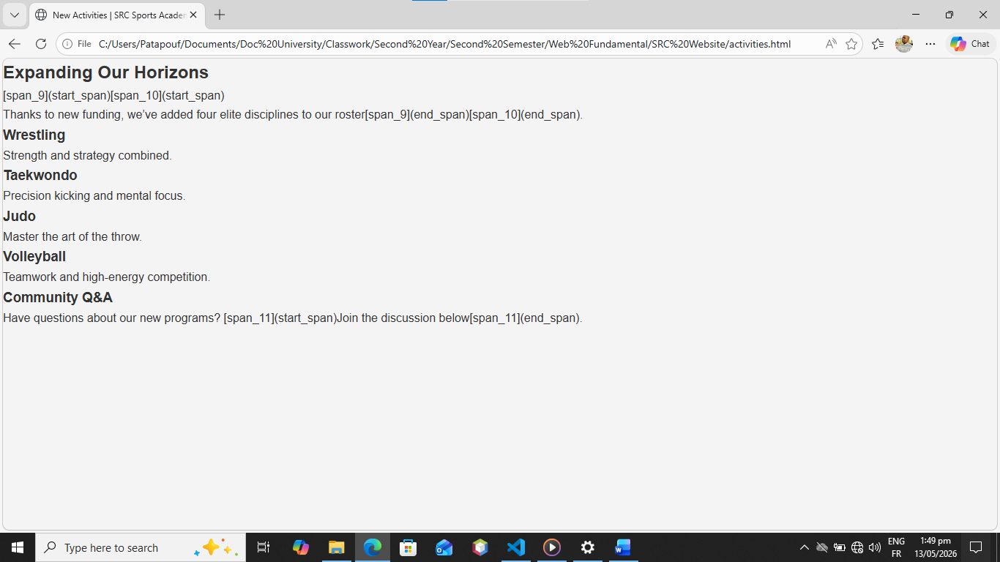 New Activities | SRC Sports Acader
File C:/Users/Patapouf/Documents/Doc%20University/Classwork/Second%20Year/Second%20Semester/Web%20Fundamental/SRC%20Website/activities.html
Chat
Expanding Our Horizons
[span_9](start_span)[span_10](start_span)
Thanks to new funding, we’ve added four elite disciplines to our roster[span_9](end_span)[span_10](end_span).
Wrestling
Strength and strategy combined.
Taekwondo
Precision kicking and mental focus.
Judo
Master the art of the throw.
Volleyball
Teamwork and high-energy competition.
Community Q&A
Have questions about our new programs? [span_11](start_span)Join the discussion below[span_11](end_span).
Type here to search
ENG
FR
1:49 pm
13/05/2026